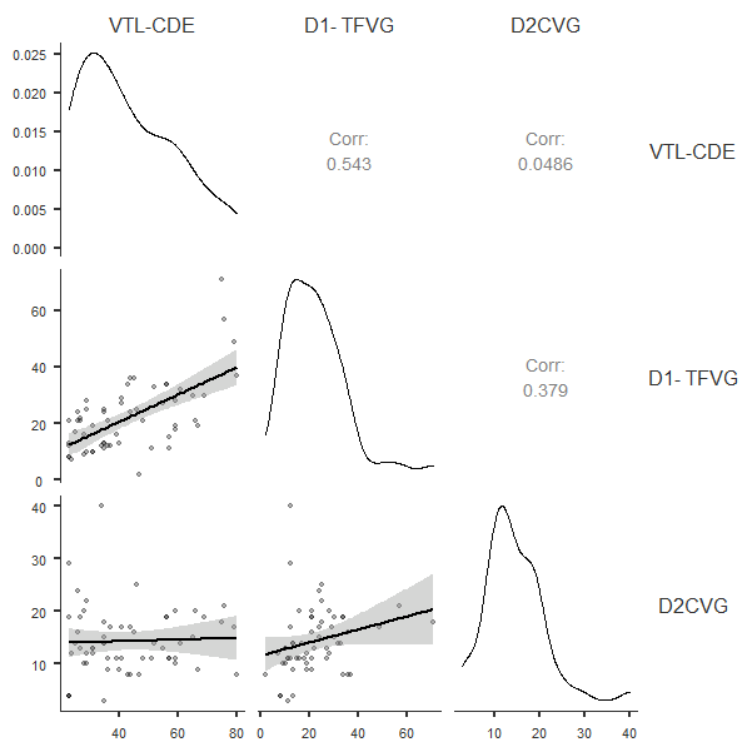 VTL-CDE D1- TFVG D2CVG
0.025
0.020
0.015
0.010
0.005
0.000
Corr:
0.543
Corr:
0.0486
VTL-CDE
60
40
20
0
Corr:
0.379
D1- TFVG
40
30
20
10
D2CVG
40 60 80 0 20 40 60 10 20 30 40